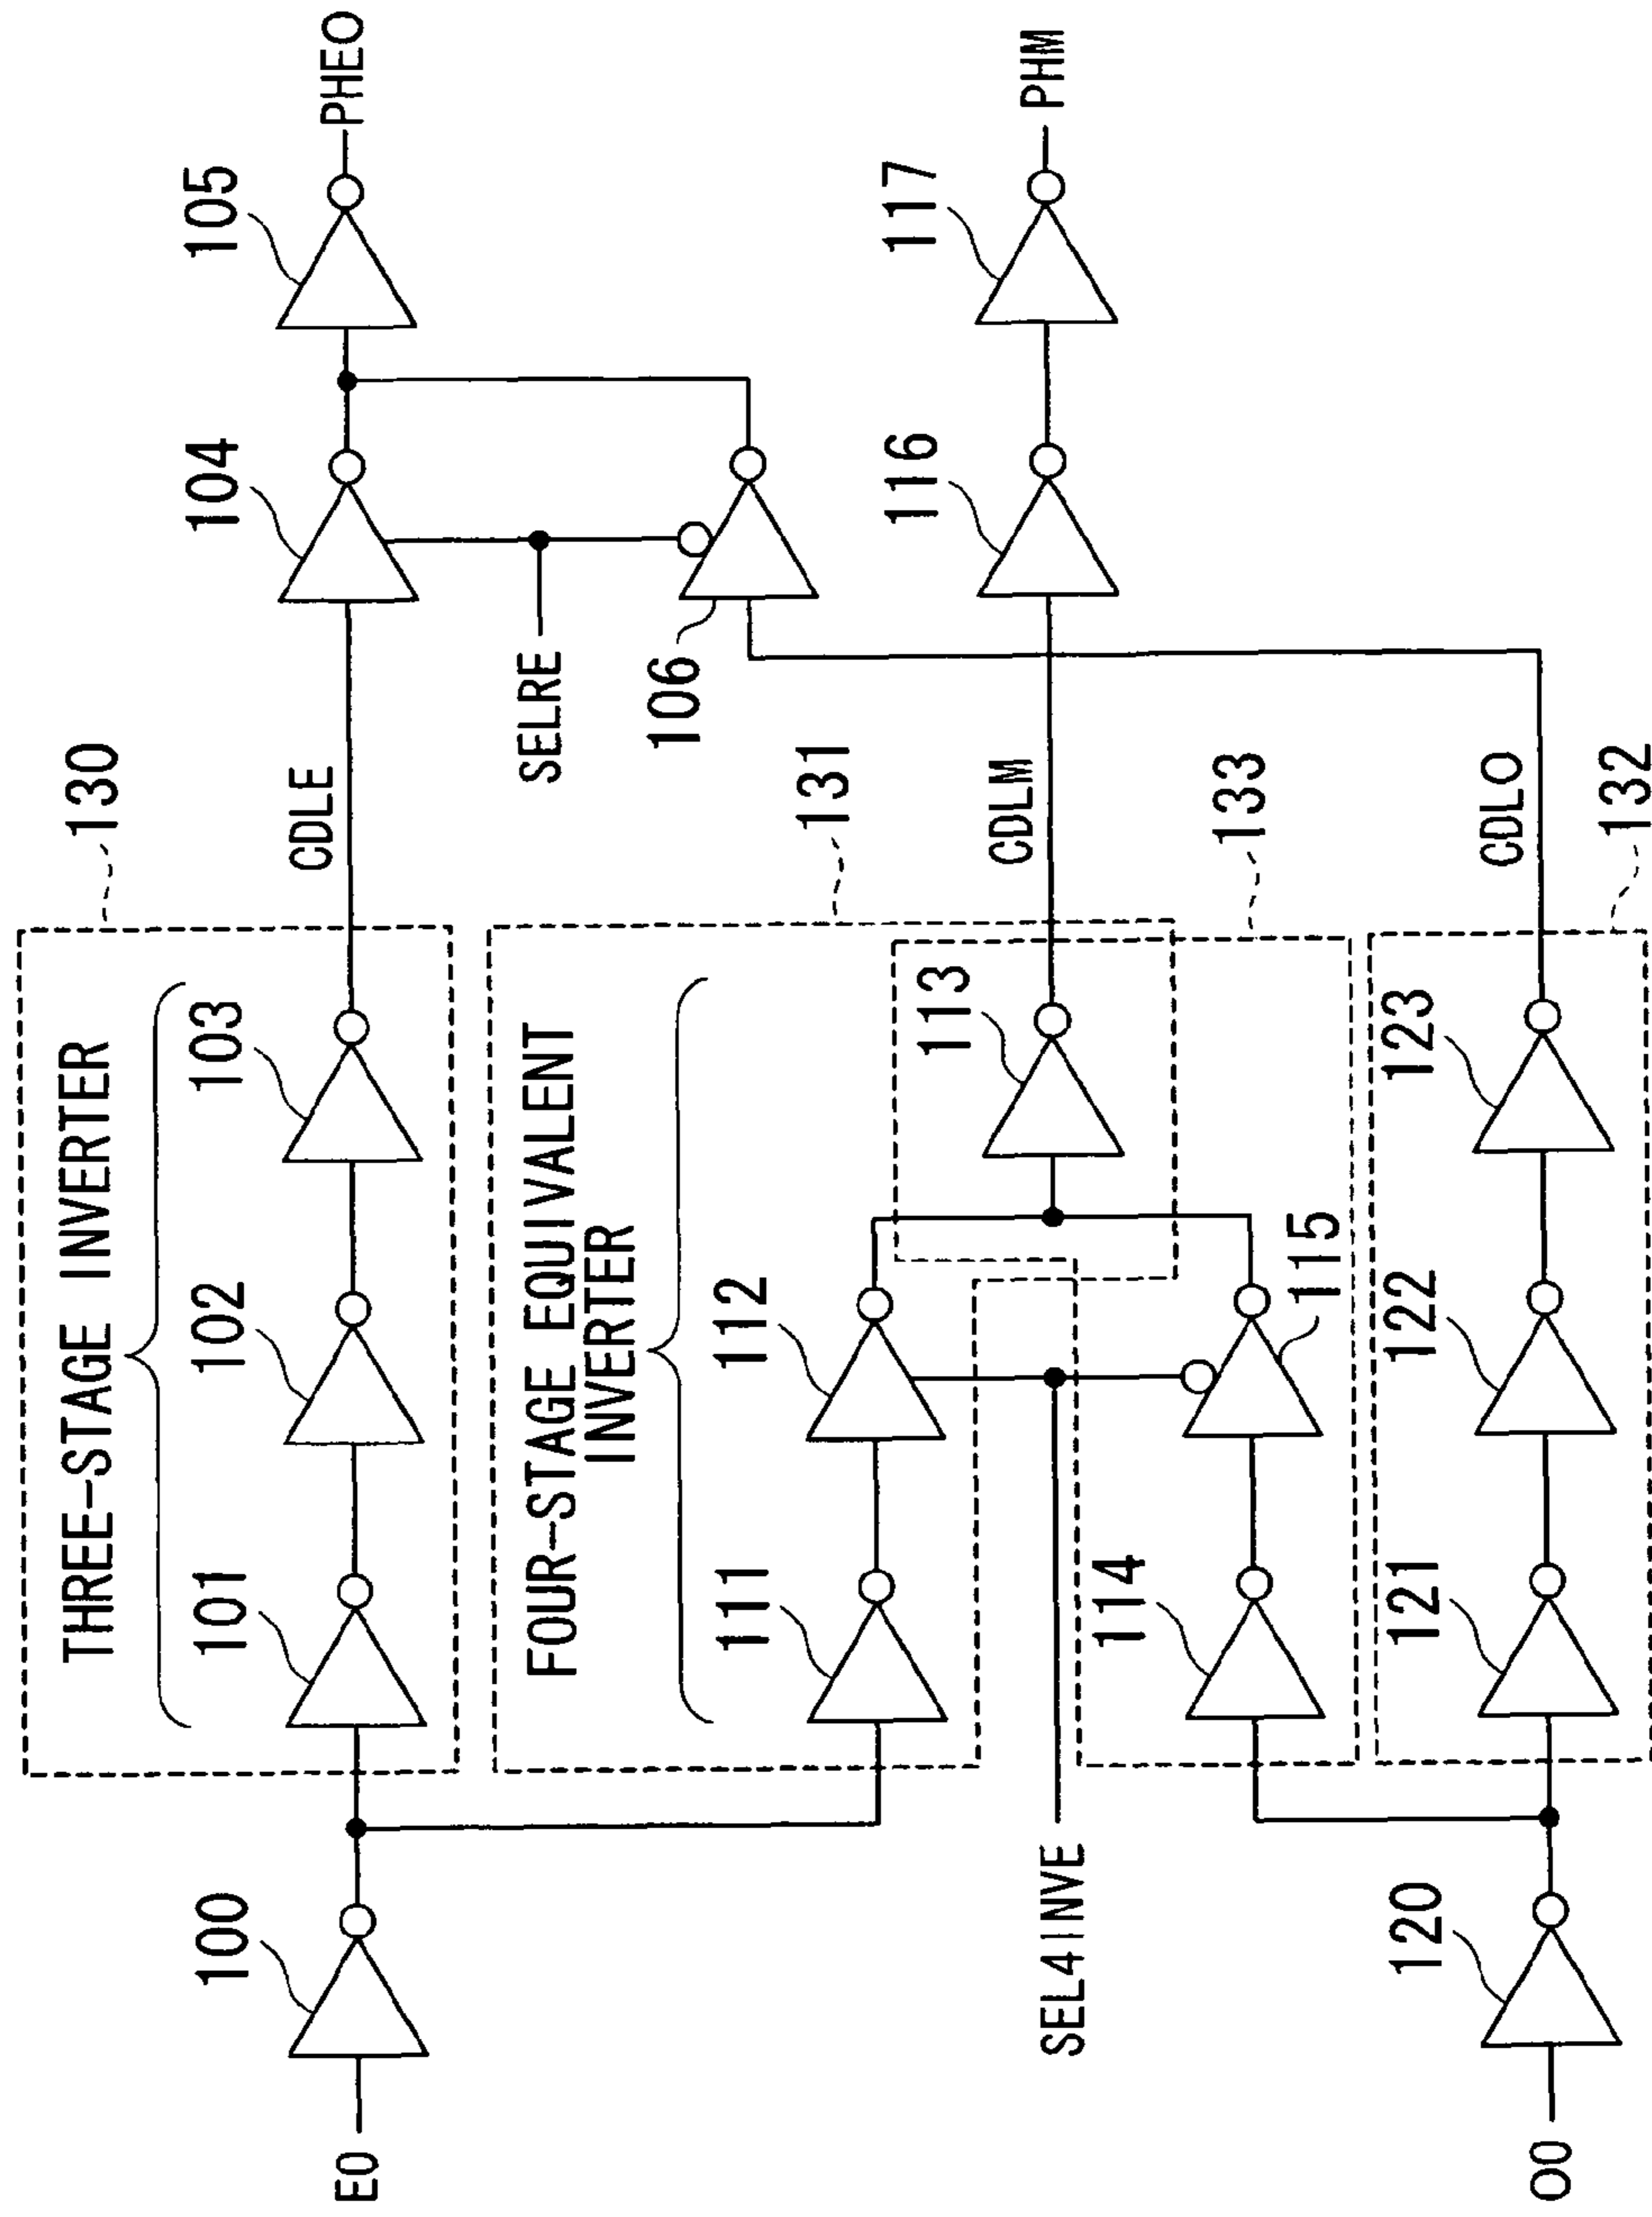 130
THREE-STAGE INVERTER
101
102
103
CDLE
104
105
PHEO
100
EO
SELRE
106
131
FOUR-STAGE EQUIVALENT
INVERTER
111
112
113
CDLM
116
117
PHM
SEL4INVE
133
114
115
CDLO
132
121
122
123
120
OO